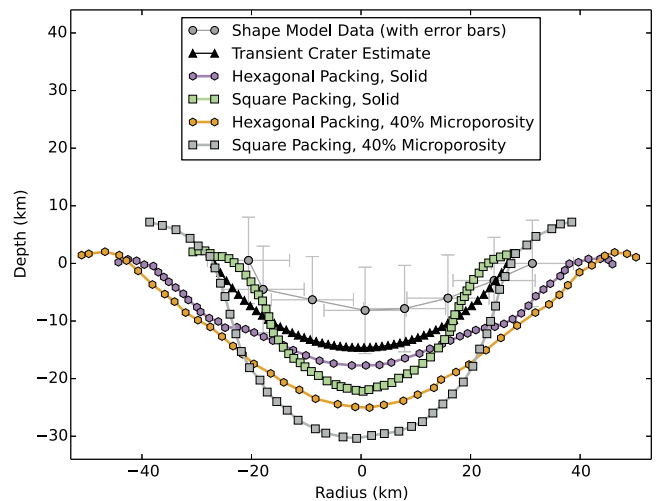 Shape Model Data (with error bars)
Transient Crater Estimate
Hexagonal Packing, Solid
Square Packing, Solid
Hexagonal Packing, 40% Microporosity
Square Packing, 40% Microporosity
Depth (km)
40
30
20
10
0
−10
−20
−30
−40
−20
0
20
40
Radius (km)